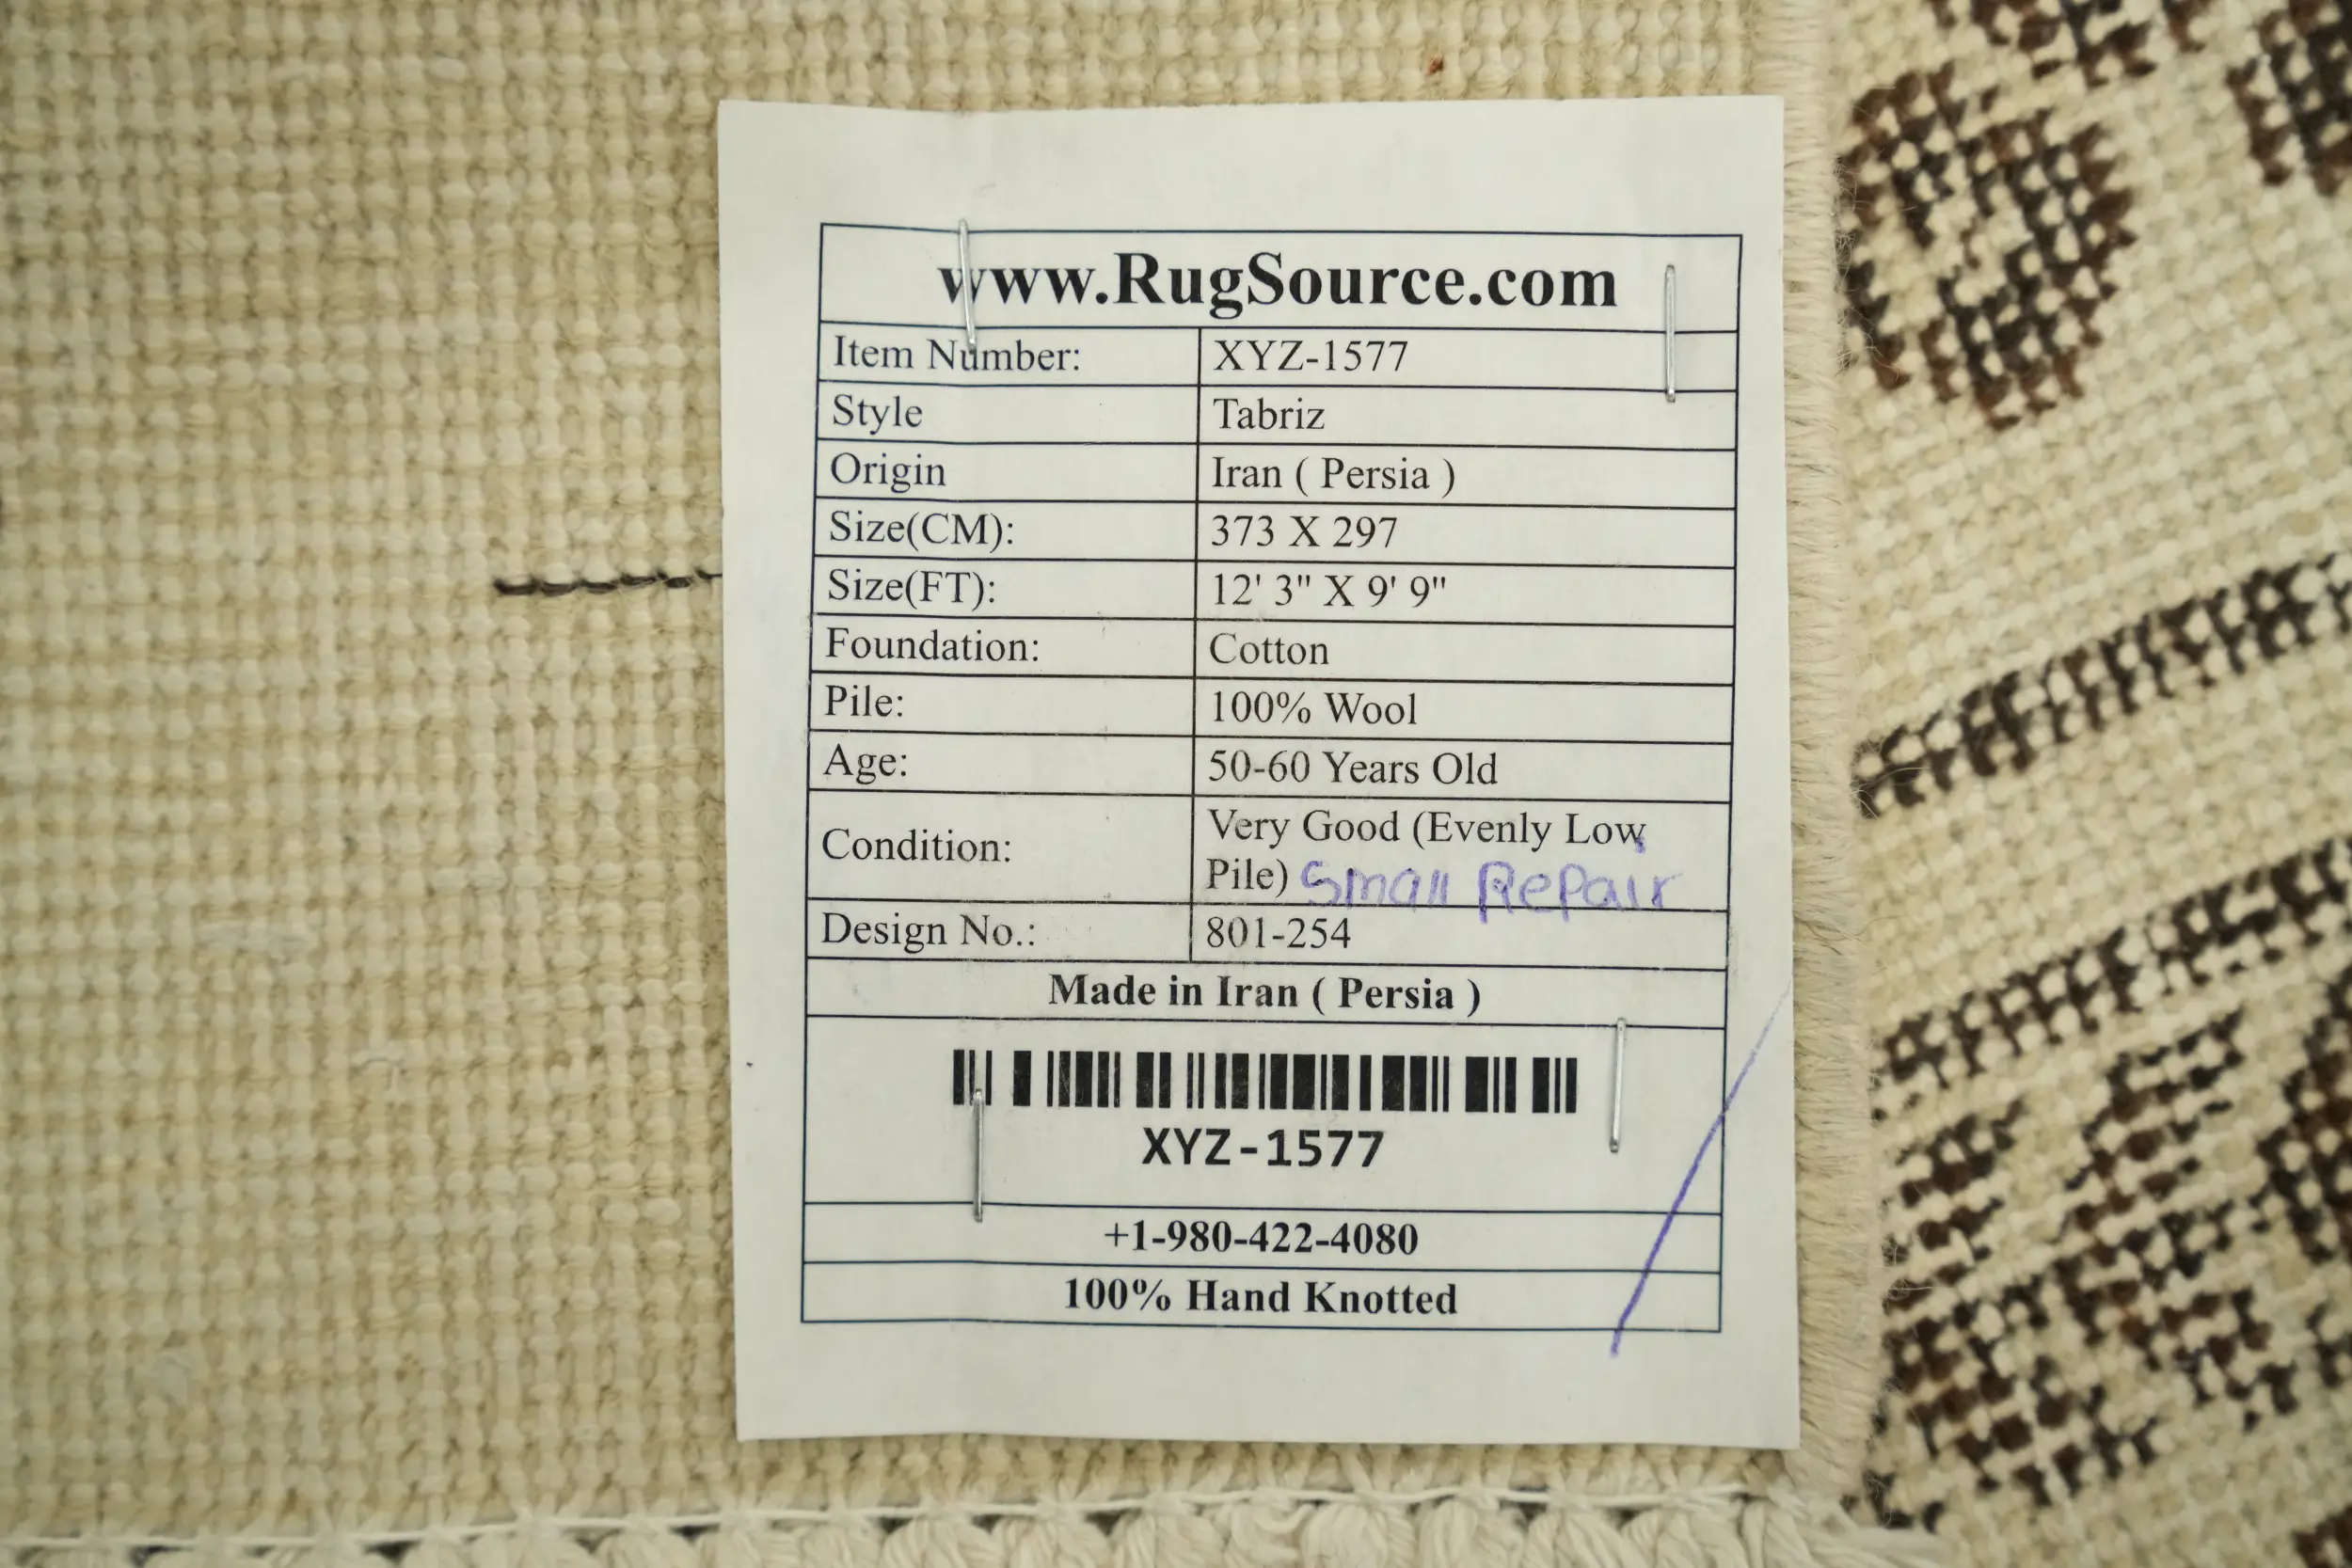 www.RugSource.com
Item Number: XYZ-1577
Style Tabriz
Origin Iran ( Persia )
Size(CM): 373 X 297
Size(FT): 12' 3" X 9' 9"
Foundation: Cotton
Pile: 100% Wool
Age: 50-60 Years Old
Condition: Very Good (Evenly Low
Pile) Small Repair
Design No.: 801-254
Made in Iran ( Persia )
XYZ-1577
+1-980-422-4080
100% Hand Knotted